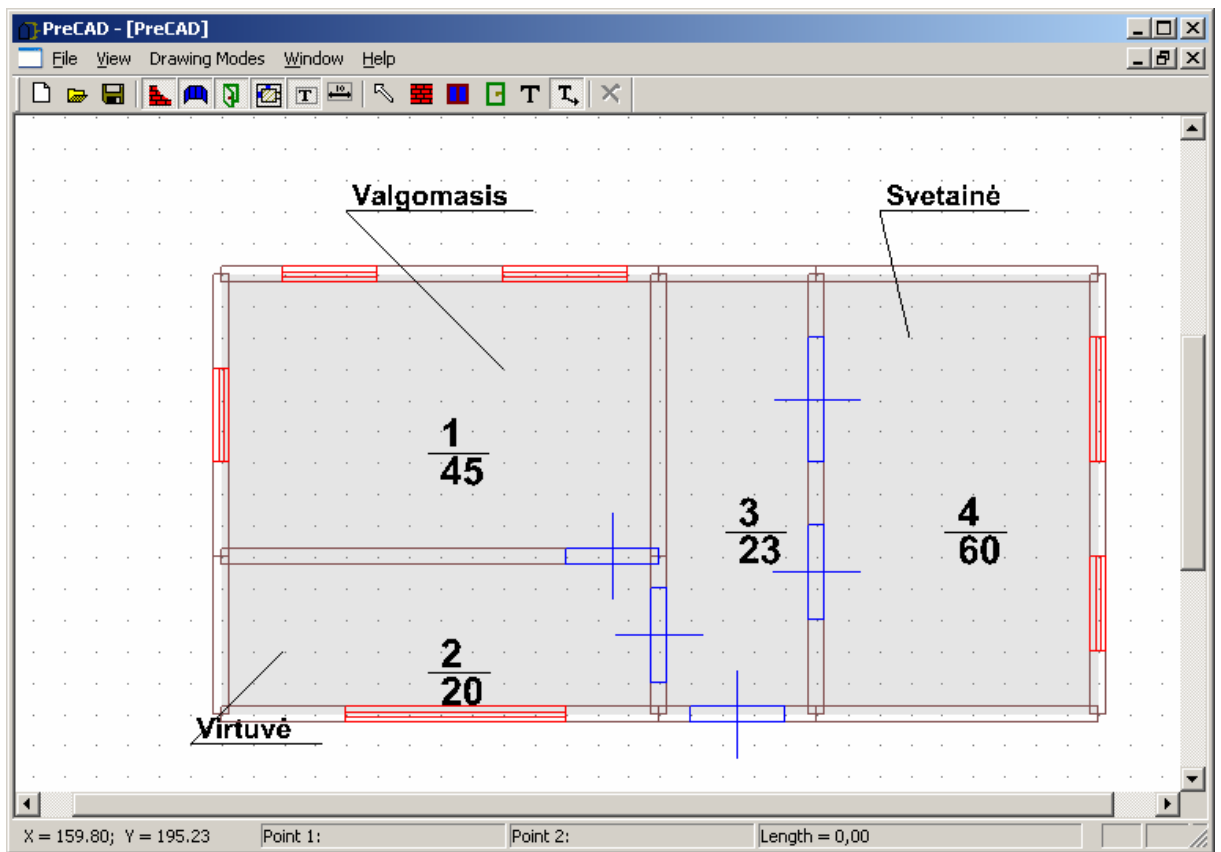 PreCAD - [PreCAD]
File View Drawing Modes Window Help
T 10 T T
Valgomasis
Svetainė
1
45
3
23
4
60
2
20
Virtuvė
X = 159.80; Y = 195.23 Point 1: Point 2: Length = 0,00